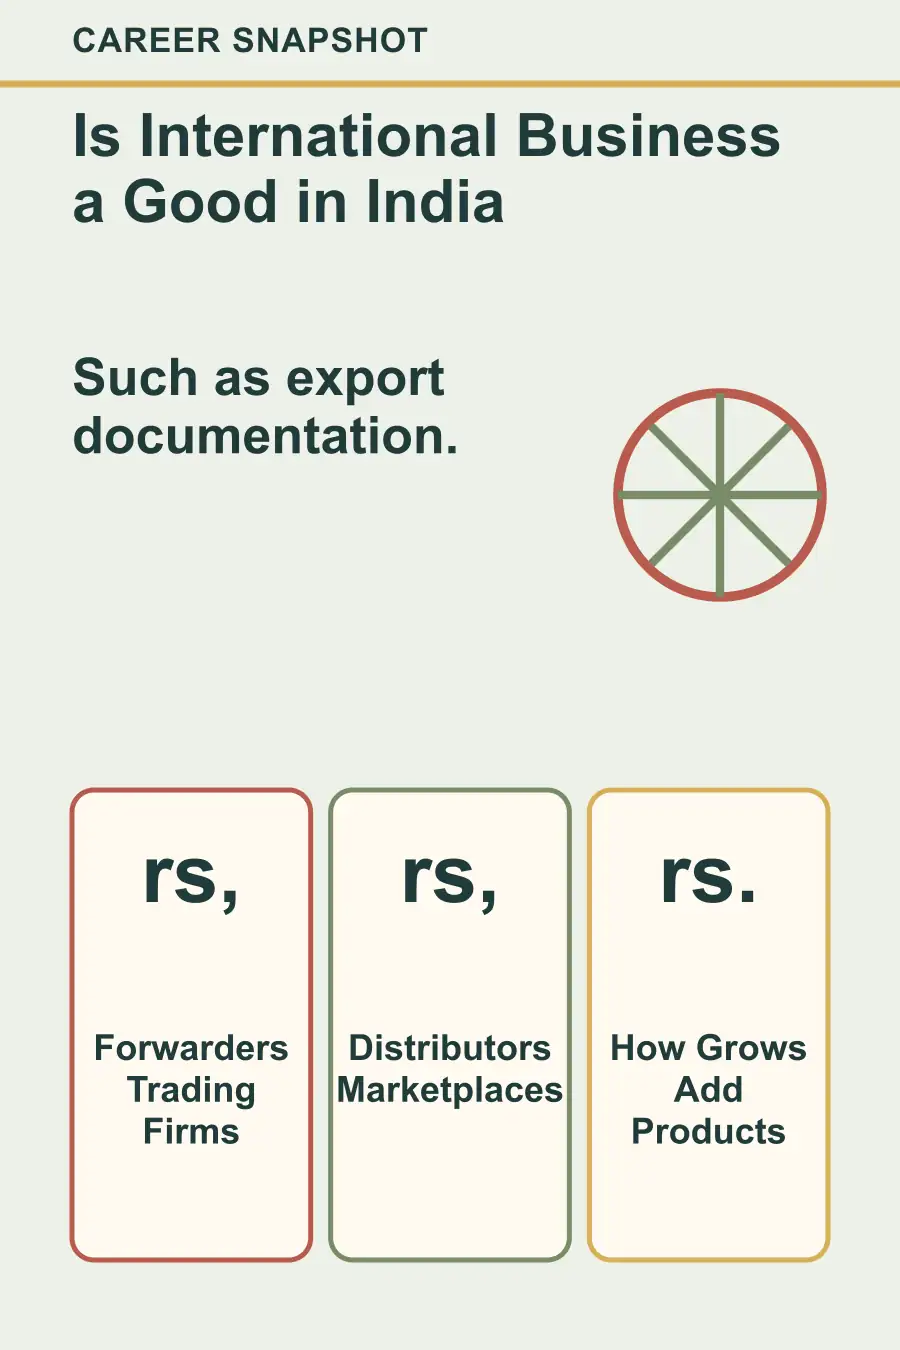 CAREER SNAPSHOT
Is International Business
a Good in India
Such as export
documentation.
rs,
Forwarders
Trading
Firms
rs,
Distributors
Marketplaces
rs.
How Grows
Add
Products